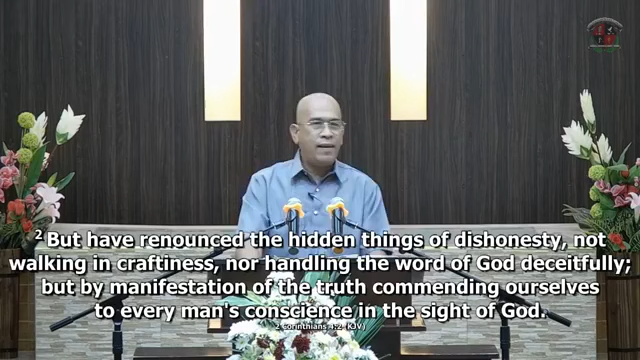 2 But have renounced the hidden things of dishonesty, not
walking in craftiness, nor handling the word of God deceitfully;
but by manifestation of the truth commending ourselves
to every man's conscience in the sight of God.
2 Corinthians 4:2 (KJV)